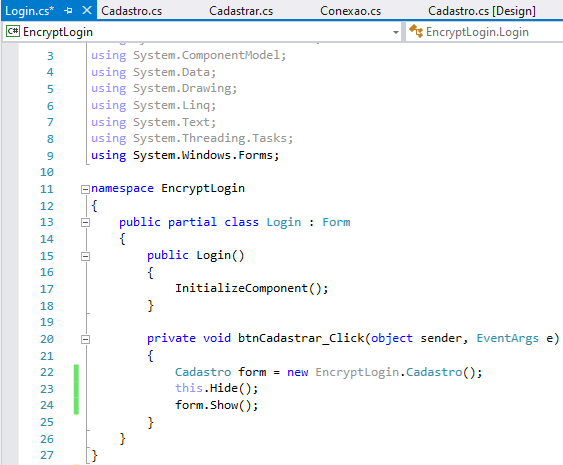 Login.cs*
Cadastro.cs
Cadastrar.cs
Conexao.cs
Cadastro.cs [Design]
C# EncryptLogin
EncryptLogin.Login
3 using System.ComponentModel;
4 using System.Data;
5 using System.Drawing;
6 using System.Linq;
7 using System.Text;
8 using System.Threading.Tasks;
9 using System.Windows.Forms;
10
11 namespace EncryptLogin
12 {
13 public partial class Login : Form
14 {
15 public Login()
16 {
17 InitializeComponent();
18 }
19
20 private void btnCadastrar_Click(object sender, EventArgs e)
21 {
22 Cadastro form = new EncryptLogin.Cadastro();
23 this.Hide();
24 form.Show();
25 }
26 }
27 }